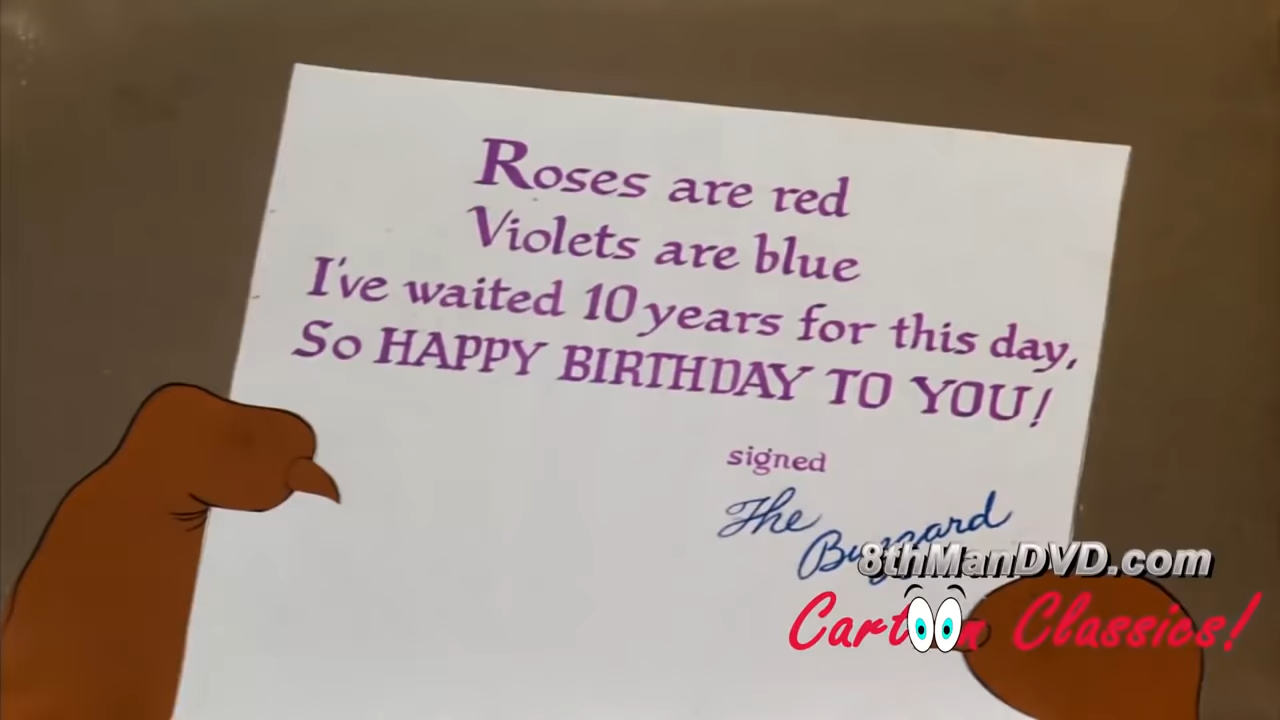 Roses are red
Violets are blue
I've waited 10 years for this day,
So HAPPY BIRTHDAY TO YOU!
signed
The
Buzzard
8thManDVD.com
Cartoon Classics!